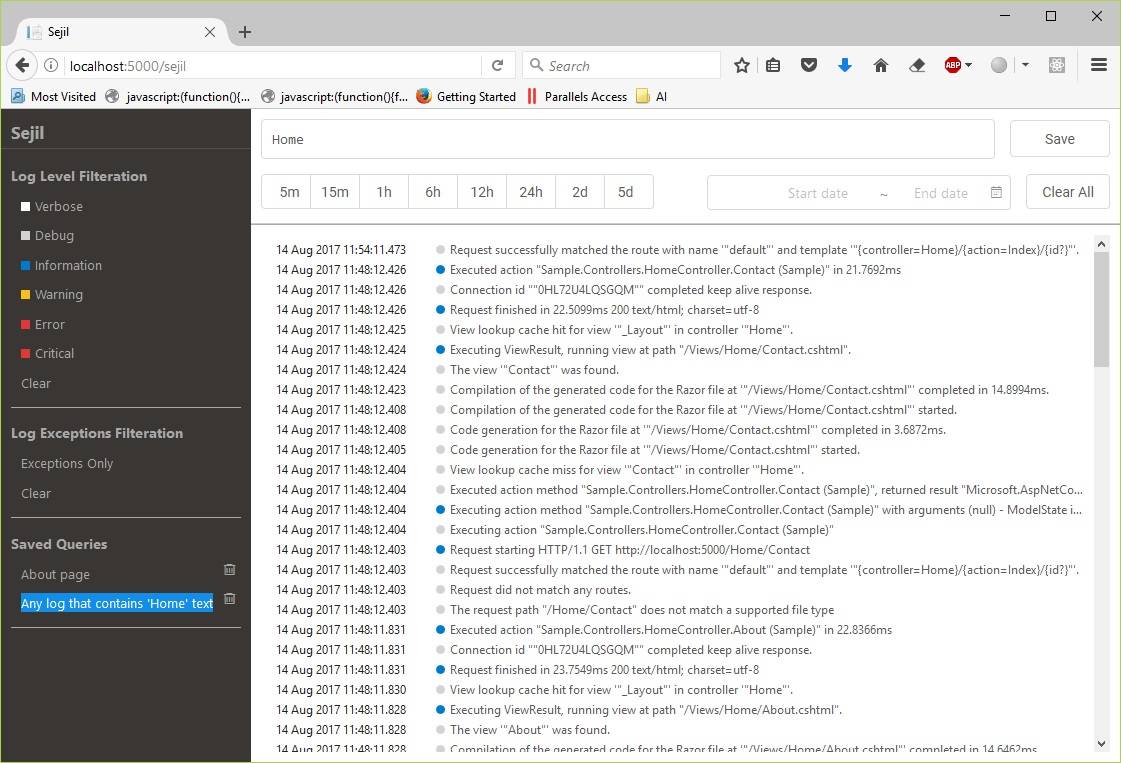 Sejil
localhost:5000/sejil
Search
ABP
Most Visited javascript:(function(){... javascript:(function(){f... Getting Started Parallels Access AI
Sejil
Log Level Filteration
Verbose
Debug
Information
Warning
Error
Critical
Clear
Log Exceptions Filteration
Exceptions Only
Clear
Saved Queries
About page
Any log that contains 'Home' text
Home
Save
5m 15m 1h 6h 12h 24h 2d 5d
Start date ~ End date
Clear All
14 Aug 2017 11:54:11.473 Request successfully matched the route with name '"default"' and template '"{controller=Home}/{action=Index}/{id?}"'.
14 Aug 2017 11:48:12.426 Executed action "Sample.Controllers.HomeController.Contact (Sample)" in 21.7692ms
14 Aug 2017 11:48:12.426 Connection id ""0HL72U4LQSGQM"" completed keep alive response.
14 Aug 2017 11:48:12.426 Request finished in 22.5099ms 200 text/html; charset=utf-8
14 Aug 2017 11:48:12.425 View lookup cache hit for view '"_Layout"' in controller '"Home"'.
14 Aug 2017 11:48:12.424 Executing ViewResult, running view at path "/Views/Home/Contact.cshtml".
14 Aug 2017 11:48:12.424 The view '"Contact"' was found.
14 Aug 2017 11:48:12.423 Compilation of the generated code for the Razor file at '"/Views/Home/Contact.cshtml"' completed in 14.8994ms.
14 Aug 2017 11:48:12.408 Compilation of the generated code for the Razor file at '"/Views/Home/Contact.cshtml"' started.
14 Aug 2017 11:48:12.408 Code generation for the Razor file at '"/Views/Home/Contact.cshtml"' completed in 3.6872ms.
14 Aug 2017 11:48:12.405 Code generation for the Razor file at '"/Views/Home/Contact.cshtml"' started.
14 Aug 2017 11:48:12.404 View lookup cache miss for view '"Contact"' in controller '"Home"'.
14 Aug 2017 11:48:12.404 Executed action method "Sample.Controllers.HomeController.Contact (Sample)", returned result "Microsoft.AspNetCo...
14 Aug 2017 11:48:12.404 Executing action method "Sample.Controllers.HomeController.Contact (Sample)" with arguments (null) - ModelState i...
14 Aug 2017 11:48:12.404 Executing action "Sample.Controllers.HomeController.Contact (Sample)"
14 Aug 2017 11:48:12.403 Request starting HTTP/1.1 GET http://localhost:5000/Home/Contact
14 Aug 2017 11:48:12.403 Request successfully matched the route with name '"default"' and template '"{controller=Home}/{action=Index}/{id?}"'.
14 Aug 2017 11:48:12.403 Request did not match any routes.
14 Aug 2017 11:48:12.403 The request path "/Home/Contact" does not match a supported file type
14 Aug 2017 11:48:11.831 Executed action "Sample.Controllers.HomeController.About (Sample)" in 22.8366ms
14 Aug 2017 11:48:11.831 Connection id ""0HL72U4LQSGQM"" completed keep alive response.
14 Aug 2017 11:48:11.831 Request finished in 23.7549ms 200 text/html; charset=utf-8
14 Aug 2017 11:48:11.830 View lookup cache hit for view '"_Layout"' in controller '"Home"'.
14 Aug 2017 11:48:11.828 Executing ViewResult, running view at path "/Views/Home/About.cshtml".
14 Aug 2017 11:48:11.828 The view '"About"' was found.
14 Aug 2017 11:48:11.828 Compilation of the generated code for the Razor file at '"/Views/Home/About.cshtml"' completed in 14.6462ms.